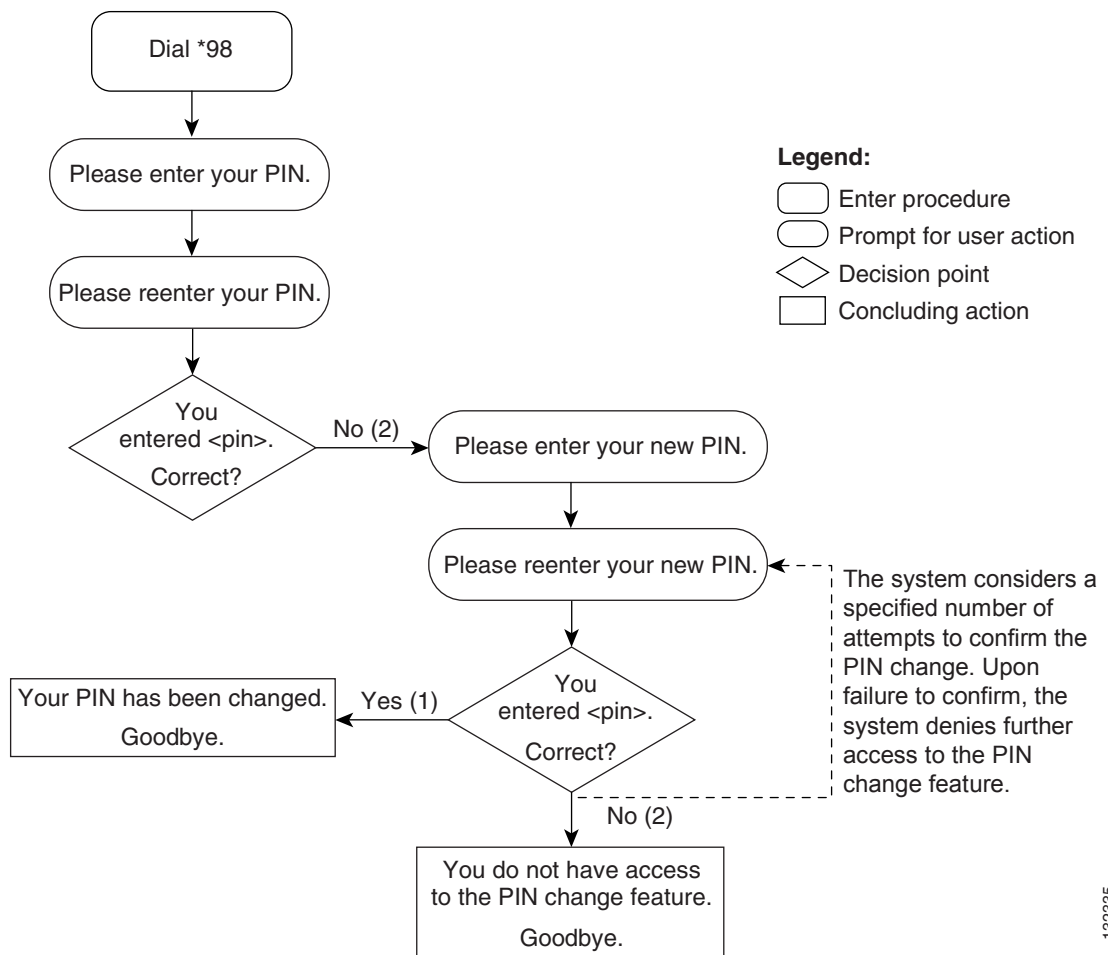 Dial *98
Please enter your PIN.
Please reenter your PIN.
You
entered <pin>.
Correct?
No (2)
Please enter your new PIN.
Please reenter your new PIN.
You
entered <pin>.
Correct?
Yes (1)
Your PIN has been changed.
Goodbye.
No (2)
You do not have access
to the PIN change feature.
Goodbye.
The system considers a
specified number of
attempts to confirm the
PIN change. Upon
failure to confirm, the
system denies further
access to the PIN
change feature.
Legend:
Enter procedure
Prompt for user action
Decision point
Concluding action